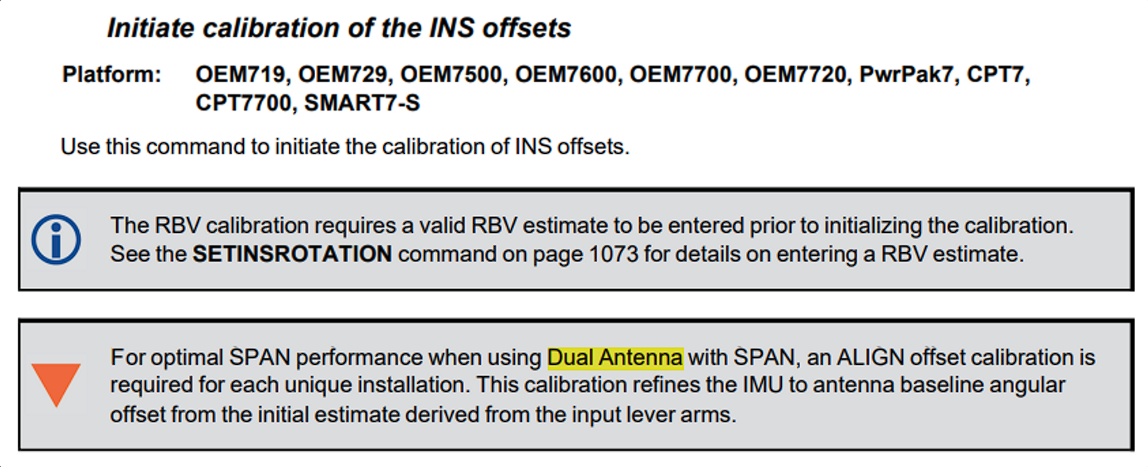 Initiate calibration of the INS offsets
Platform: OEM719, OEM729, OEM7500, OEM7600, OEM7700, OEM7720, PwrPak7, CPT7,
CPT7700, SMART7-S
Use this command to initiate the calibration of INS offsets.
The RBV calibration requires a valid RBV estimate to be entered prior to initializing the calibration.
See the SETINSROTATION command on page 1073 for details on entering a RBV estimate.
For optimal SPAN performance when using Dual Antenna with SPAN, an ALIGN offset calibration is
required for each unique installation. This calibration refines the IMU to antenna baseline angular
offset from the initial estimate derived from the input lever arms.